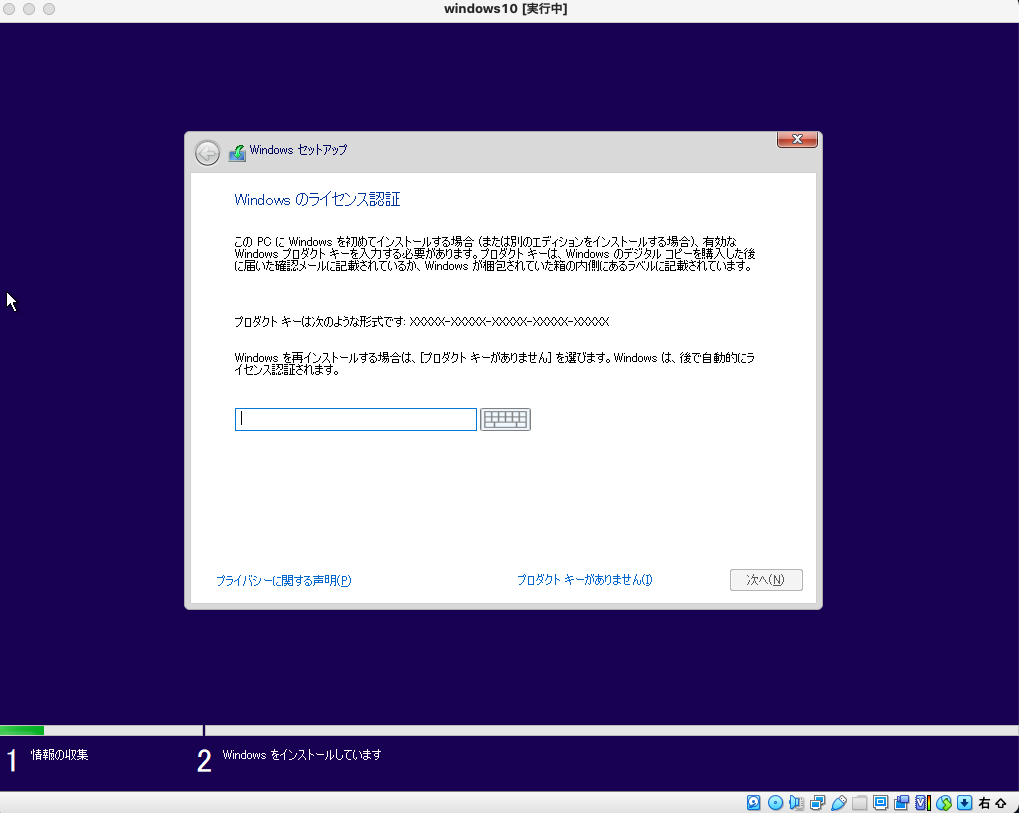 windows10 [実行中]
Windows セットアップ
Windows のライセンス認証
この PC に Windows を初めてインストールする場合 (または別のエディションをインストールする場合)、有効な
Windows プロダクト キーを入力する必要があります。プロダクト キーは、Windows のデジタル コピーを購入した後
に届いた確認メールに記載されているか、Windows が梱包されていた箱の内側にあるラベルに記載されています。
プロダクト キーは次のような形式です: XXXXX-XXXXX-XXXXX-XXXXX-XXXXX
Windows を再インストールする場合は、[プロダクト キーがありません] を選びます。Windows は、後で自動的にラ
イセンス認証されます。
プライバシーに関する声明(P)
プロダクト キーがありません(I)
次へ(N)
1 情報の収集
2 Windows をインストールしています
右